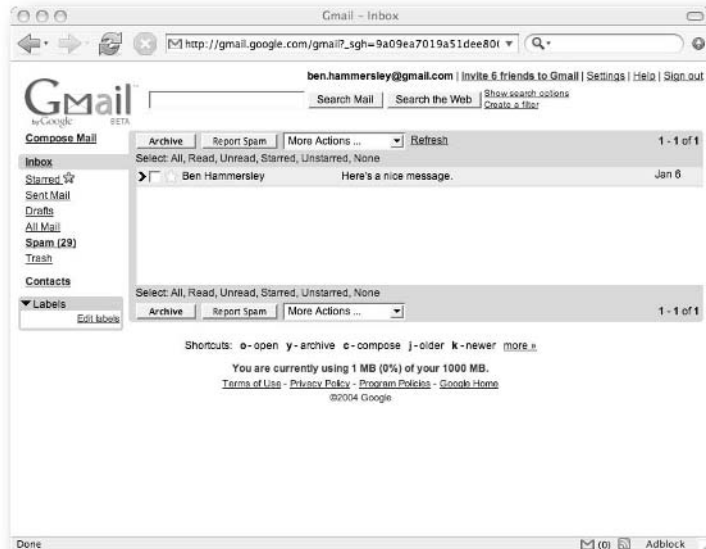 Gmail - Inbox
http://gmail.google.com/gmail?_sgh=9a09ea7019a51dee80(
ben.hammersley@gmail.com | Invite 6 friends to Gmail | Settings | Help | Sign out
Gmail
by Google BETA
Search Mail
Search the Web
Show search options
Create a filter
Compose Mail
Inbox
Starred
Sent Mail
Drafts
All Mail
Spam (29)
Trash
Contacts
Labels
Edit labels
Archive
Report Spam
More Actions ...
Refresh
1 - 1 of 1
Select: All, Read, Unread, Starred, Unstarred, None
Ben Hammersley Here's a nice message. Jan 6
Select: All, Read, Unread, Starred, Unstarred, None
Archive
Report Spam
More Actions ...
1 - 1 of 1
Shortcuts: o - open y - archive c - compose j - older k - newer more »
You are currently using 1 MB (0%) of your 1000 MB.
Terms of Use - Privacy Policy - Program Policies - Google Home
©2004 Google
Done
(0)
Adblock